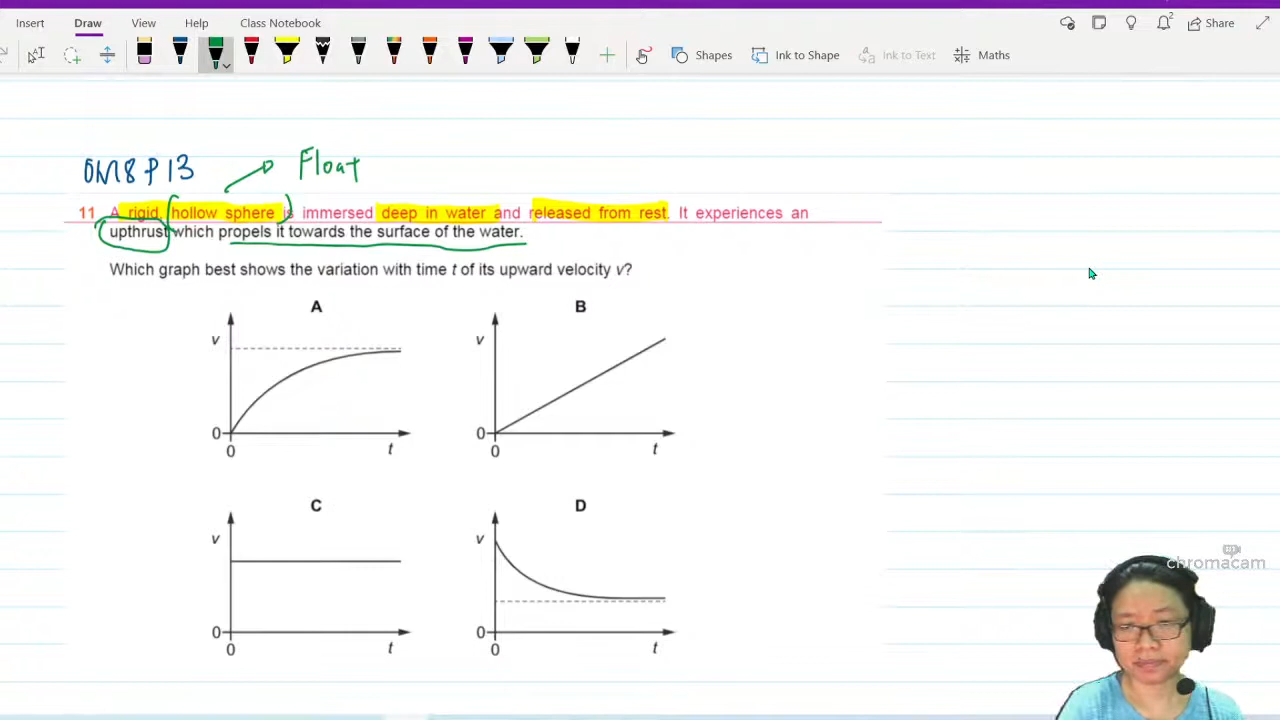 Insert Draw View Help Class Notebook Share
Shapes Ink to Shape Ink to Text Maths
ON18 P13 Float
11 A rigid, hollow sphere is immersed deep in water and released from rest. It experiences an
upthrust which propels it towards the surface of the water.
Which graph best shows the variation with time t of its upward velocity v?
A B
v v
0 0
0 t 0 t
C D
v v
0 0
0 t 0 t
chromacam